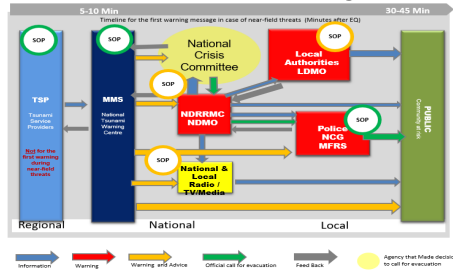 5-10 Min
30-45 Min
Timeline for the first warning message in case of near-field threats (Minutes after EQ)
SOP
SOP
National
Crisis
Committee
SOP
Local
Authorities
LDMO
SOP
TSP
Tsunami
Service
Providers
Not for the
first warning
during
near-field
threats
MMS
National
Tsunami
Warning
Centre
SOP
NDRRMC
NDMO
SOP
Police
NCG
MFRS
SOP
National &
Local
Radio /
TV/Media
PUBLIC
Community at risk
Regional
National
Local
Information
Warning
Warning and Advice
Official call for evacuation
Feed Back
Agency that Made decisio
to call for evacuation